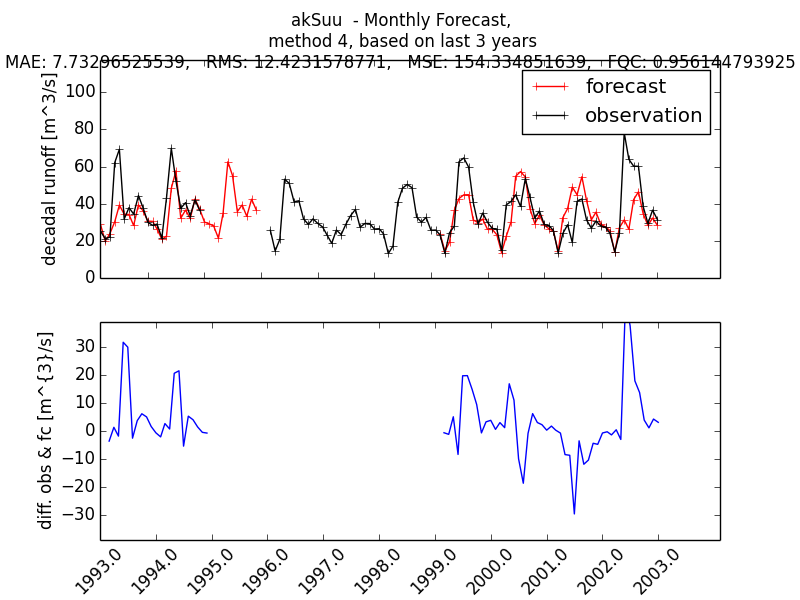 akSuu - Monthly Forecast,
method 4, based on last 3 years
MAE: 7.73296525539, RMS: 12.4231578771, MSE: 154.334851639, FQC: 0.956144793925
forecast
observation
decadal runoff [m^3/s]
100
80
60
40
20
0
diff. obs & fc [m^{3}/s]
30
20
10
0
−10
−20
−30
1993.0 1994.0 1995.0 1996.0 1997.0 1998.0 1999.0 2000.0 2001.0 2002.0 2003.0